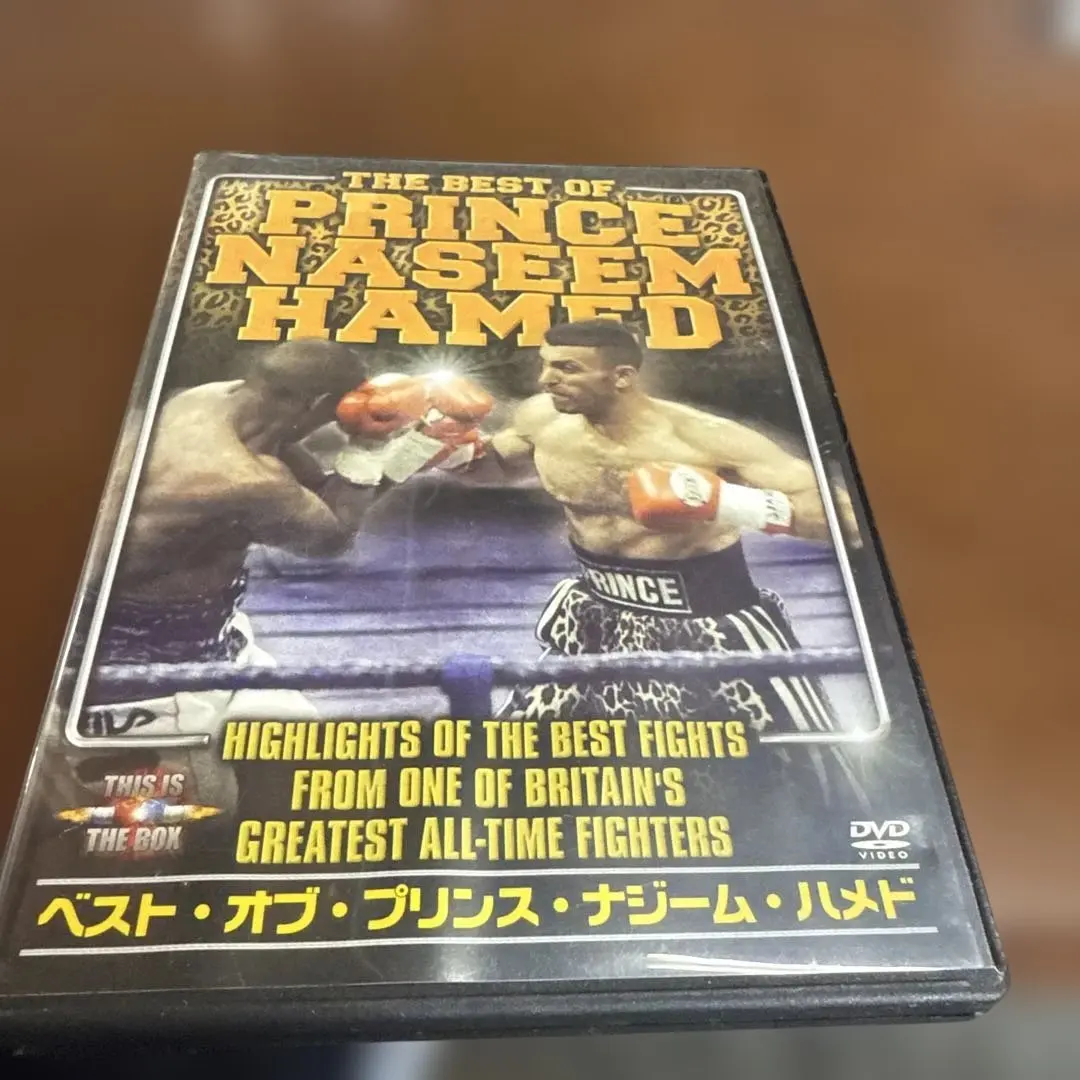 THE BEST OF
PRINCE
NASEEM
HAMED
PRINCE
HIGHLIGHTS OF THE BEST FIGHTS
FROM ONE OF BRITAIN'S
GREATEST ALL-TIME FIGHTERS
THIS IS
THE BOX
DVD
VIDEO
ベスト・オブ・プリンス・ナジーム・ハメド